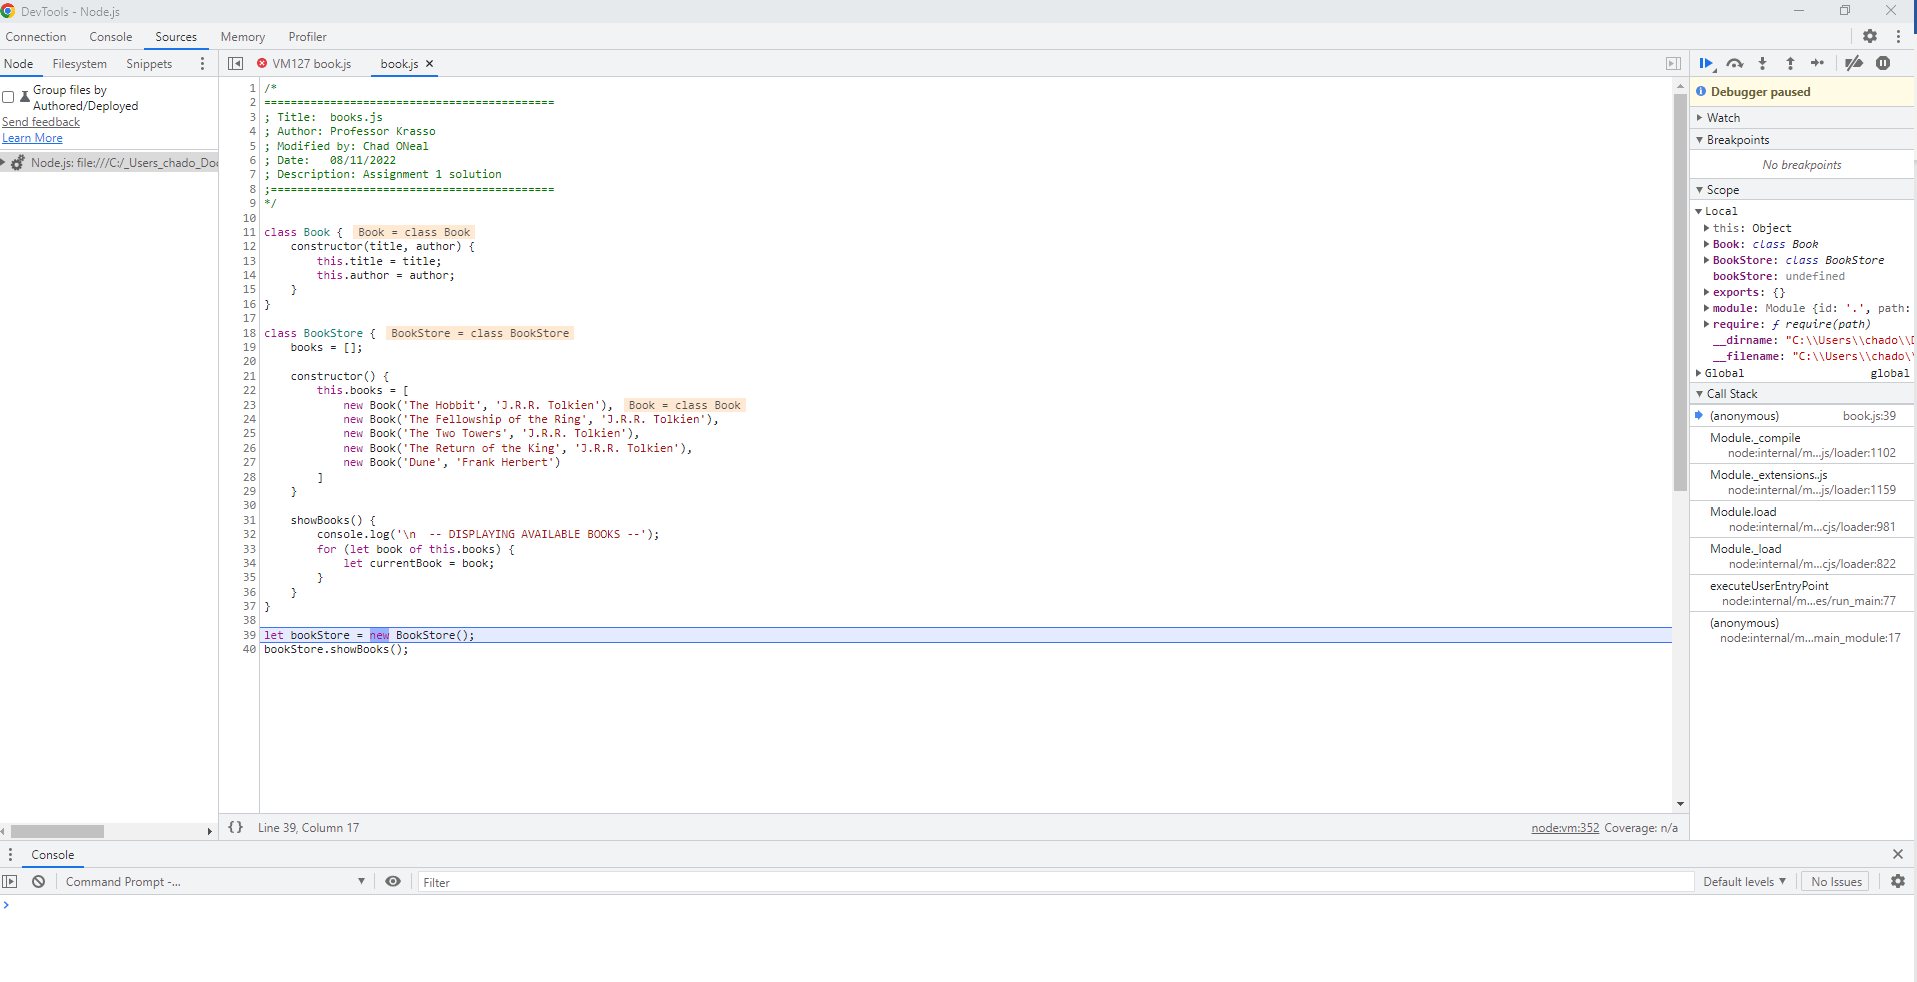 DevTools - Node.js
Connection Console Sources Memory Profiler
Node Filesystem Snippets
VM127 book.js book.js
Group files by
Authored/Deployed
Send feedback
Learn More
Node.js: file:///C:/_Users_chado_Doc
1 /*
2 ============================================
3 ; Title:  books.js
4 ; Author: Professor Krasso
5 ; Modified by: Chad ONeal
6 ; Date:   08/11/2022
7 ; Description: Assignment 1 solution
8 ;===========================================
9 */
10
11 class Book { Book = class Book
12     constructor(title, author) {
13         this.title = title;
14         this.author = author;
15     }
16 }
17
18 class BookStore { BookStore = class BookStore
19     books = [];
20
21     constructor() {
22         this.books = [
23             new Book('The Hobbit', 'J.R.R. Tolkien'), Book = class Book
24             new Book('The Fellowship of the Ring', 'J.R.R. Tolkien'),
25             new Book('The Two Towers', 'J.R.R. Tolkien'),
26             new Book('The Return of the King', 'J.R.R. Tolkien'),
27             new Book('Dune', 'Frank Herbert')
28         ]
29     }
30
31     showBooks() {
32         console.log('\n  -- DISPLAYING AVAILABLE BOOKS --');
33         for (let book of this.books) {
34             let currentBook = book;
35         }
36     }
37 }
38
39 let bookStore = new BookStore();
40 bookStore.showBooks();
{} Line 39, Column 17
node:vm:352 Coverage: n/a
Debugger paused
Watch
Breakpoints
No breakpoints
Scope
Local
this: Object
Book: class Book
BookStore: class BookStore
bookStore: undefined
exports: {}
module: Module {id: '.', path:
require: ƒ require(path)
__dirname: "C:\\Users\\chado\\D
__filename: "C:\\Users\\chado\\
Global global
Call Stack
(anonymous) book.js:39
Module._compile
node:internal/m…js/loader:1102
Module._extensions..js
node:internal/m…js/loader:1159
Module.load
node:internal/m…cjs/loader:981
Module._load
node:internal/m…cjs/loader:822
executeUserEntryPoint
node:internal/m…es/run_main:77
(anonymous)
node:internal/m…main_module:17
Console
Command Prompt -… Filter Default levels No Issues